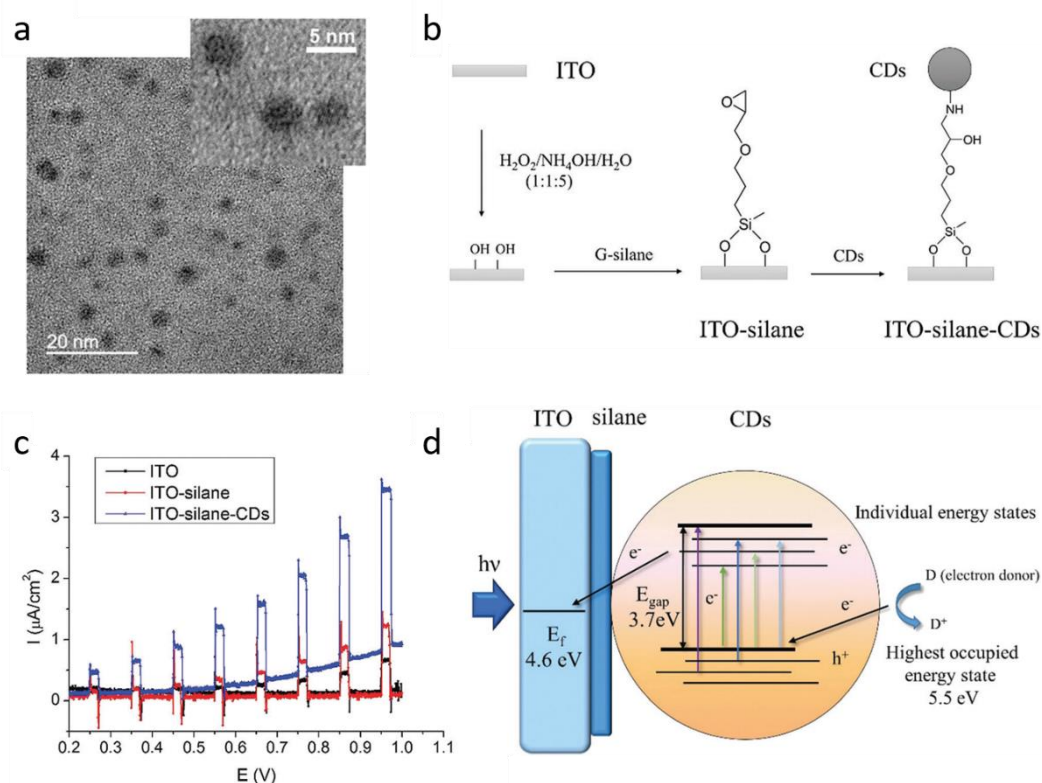 a
5 nm
20 nm
b
ITO
H₂O₂/NH₄OH/H₂O
(1:1:5)
OH OH
G-silane
O
O
Si
O O
ITO-silane
CDs
CDs
NH
OH
O
Si
O O
ITO-silane-CDs
c
ITO
ITO-silane
ITO-silane-CDs
I (µA/cm²)
4
3
2
1
0
0.2 0.3 0.4 0.5 0.6 0.7 0.8 0.9 1.0 1.1
E (V)
d
ITO silane CDs
hν
E_f
4.6 eV
e⁻
E_gap
3.7eV
e⁻
e⁻
h⁺
Individual energy states
e⁻
D (electron donor)
D⁺
Highest occupied
energy state
5.5 eV